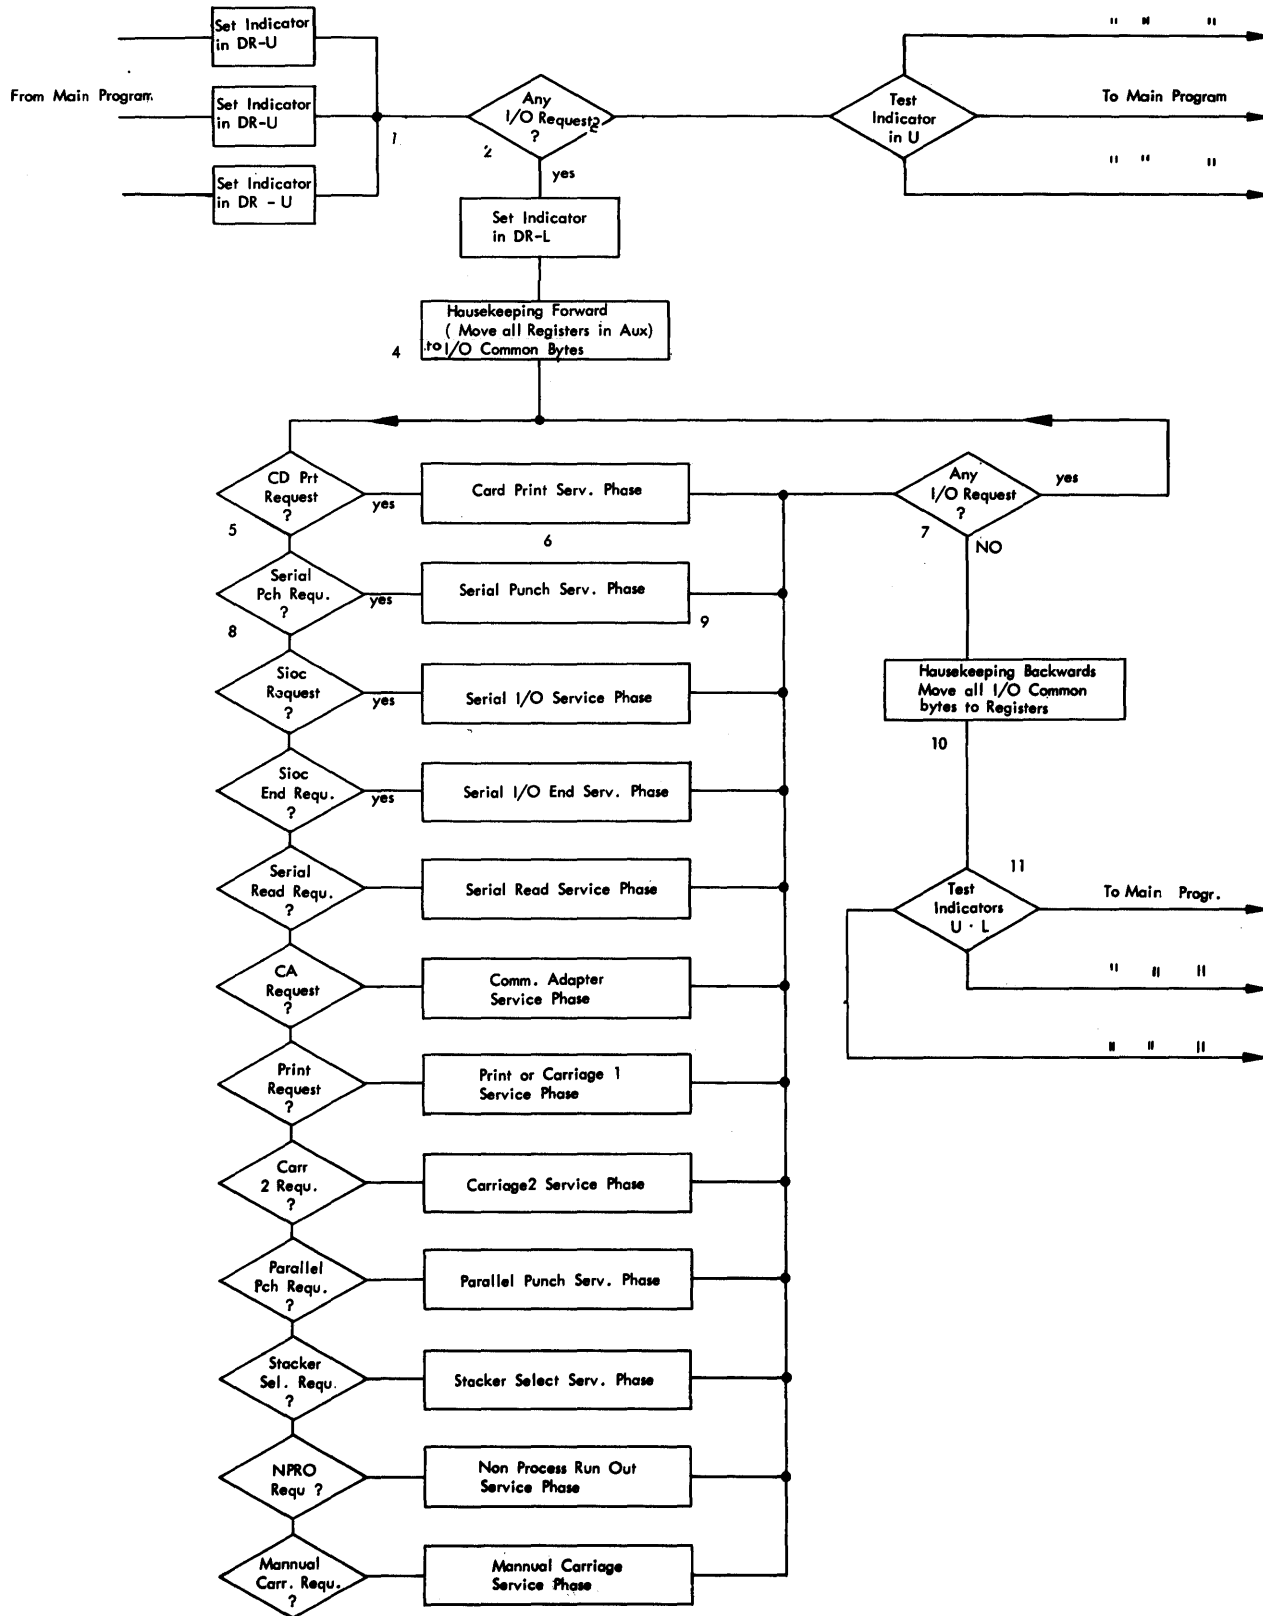 " " "
Set Indicator
in DR-U
From Main Program.
Set Indicator
in DR-U
Any
I/O Request?
?
Test
Indicator
in U
To Main Program
1
2
" " "
Set Indicator
in DR - U
yes
Set Indicator
in DR-L
Hausekeeping Forward
( Move all Registers in Aux)
to I/O Common Bytes
4
CD Prt
Request
?
yes
Card Print Serv. Phase
Any
I/O Request
?
yes
5
6
7
NO
Serial
Pch Requ.
?
yes
Serial Punch Serv. Phase
8
9
Sioc
Request
?
yes
Serial I/O Service Phase
Hausekeeping Backwards
Move all I/O Common
bytes to Registers
10
Sioc
End Requ.
?
yes
Serial I/O End Serv. Phase
Serial
Read Requ.
?
Serial Read Service Phase
11
Test
Indicators
U · L
To Main Progr.
" " "
" " "
CA
Request
?
Comm. Adapter
Service Phase
Print
Request
?
Print or Carriage 1
Service Phase
Carr
2 Requ.
?
Carriage2 Service Phase
Parallel
Pch Requ.
?
Parallel Punch Serv. Phase
Stacker
Sel. Requ.
?
Stacker Select Serv. Phase
NPRO
Requ ?
Non Process Run Out
Service Phase
Mannual
Carr. Requ.
?
Mannual Carriage
Service Phase